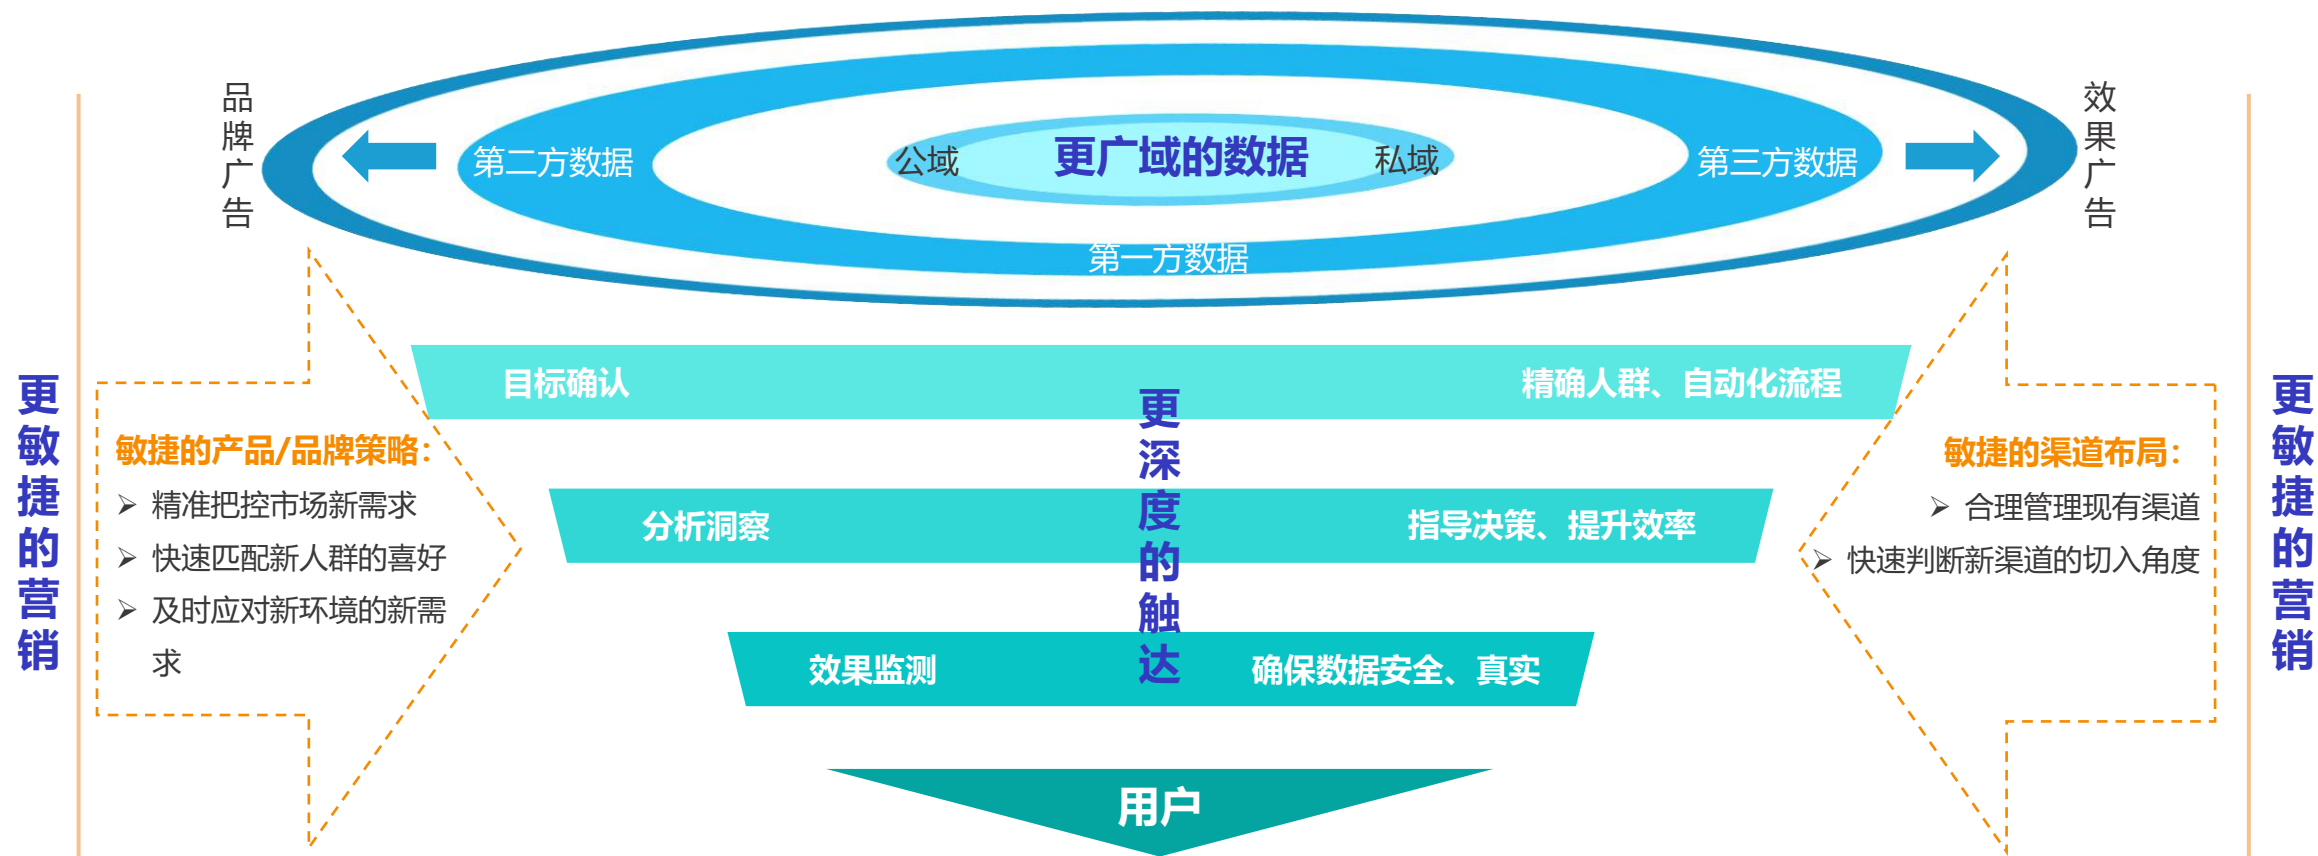 品牌广告
效果广告
第二方数据
公域
更广域的数据
私域
第三方数据
第一方数据
更敏捷的营销
敏捷的产品/品牌策略：
➢ 精准把控市场新需求
➢ 快速匹配新人群的喜好
➢ 及时应对新环境的新需
求
目标确认
精确人群、自动化流程
更深度的触达
分析洞察
指导决策、提升效率
效果监测
确保数据安全、真实
用户
敏捷的渠道布局：
➢ 合理管理现有渠道
➢ 快速判断新渠道的切入角度
更敏捷的营销